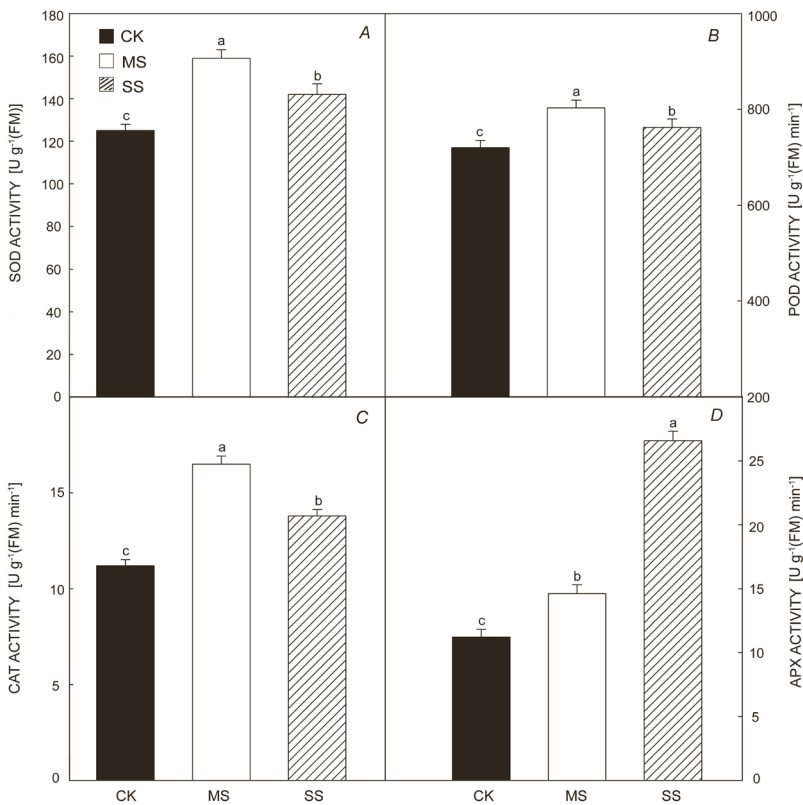 180
160
140
120
100
80
60
40
20
0
SOD ACTIVITY [U g⁻¹(FM)]
CK
MS
SS
A
c
a
b
B
c
a
b
1000
800
600
400
200
POD ACTIVITY [U g⁻¹(FM) min⁻¹]
15
10
5
0
CAT ACTIVITY [U g⁻¹(FM) min⁻¹]
C
c
a
b
CK MS SS
D
c
b
a
25
20
15
10
5
0
APX ACTIVITY [U g⁻¹(FM) min⁻¹]
CK MS SS